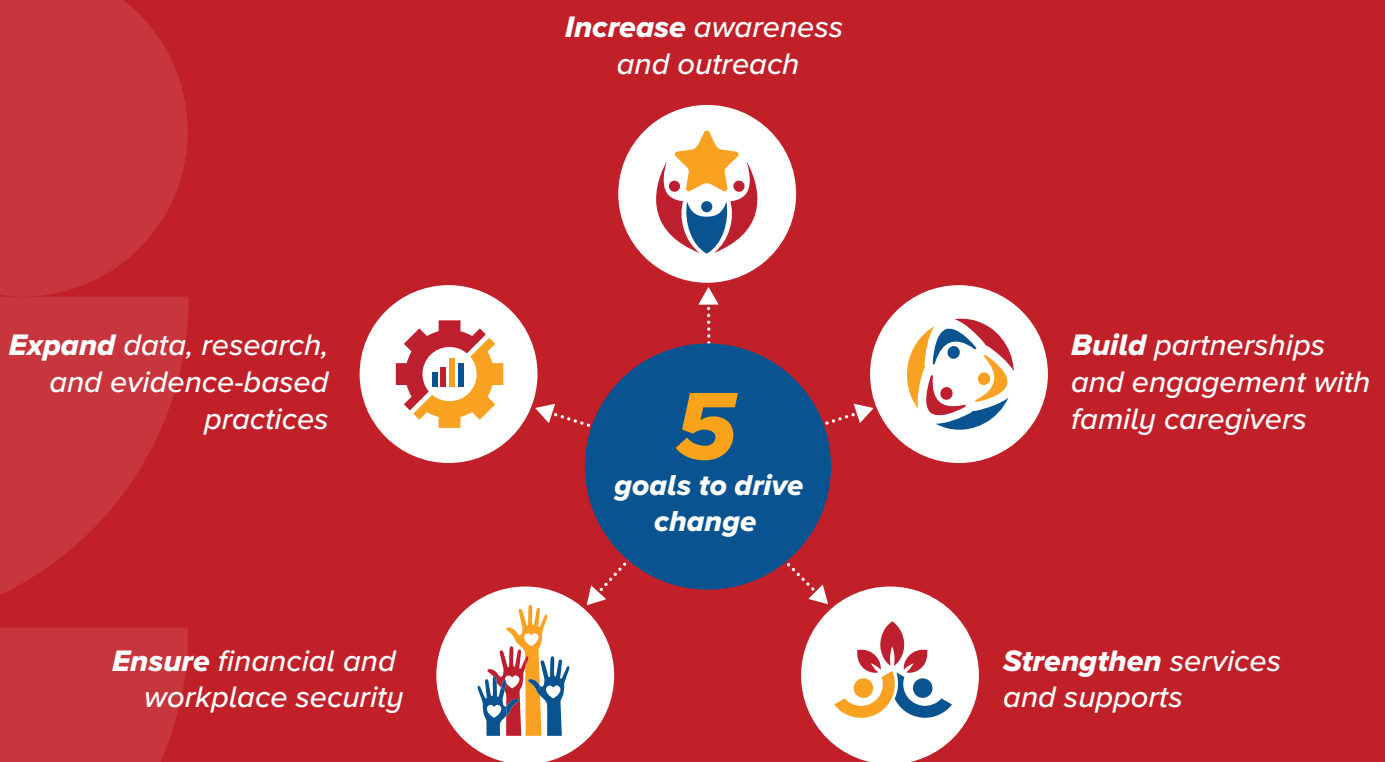 Increase awareness
and outreach
Expand data, research,
and evidence-based
practices
Build partnerships
and engagement with
family caregivers
5
goals to drive
change
Ensure financial and
workplace security
Strengthen services
and supports